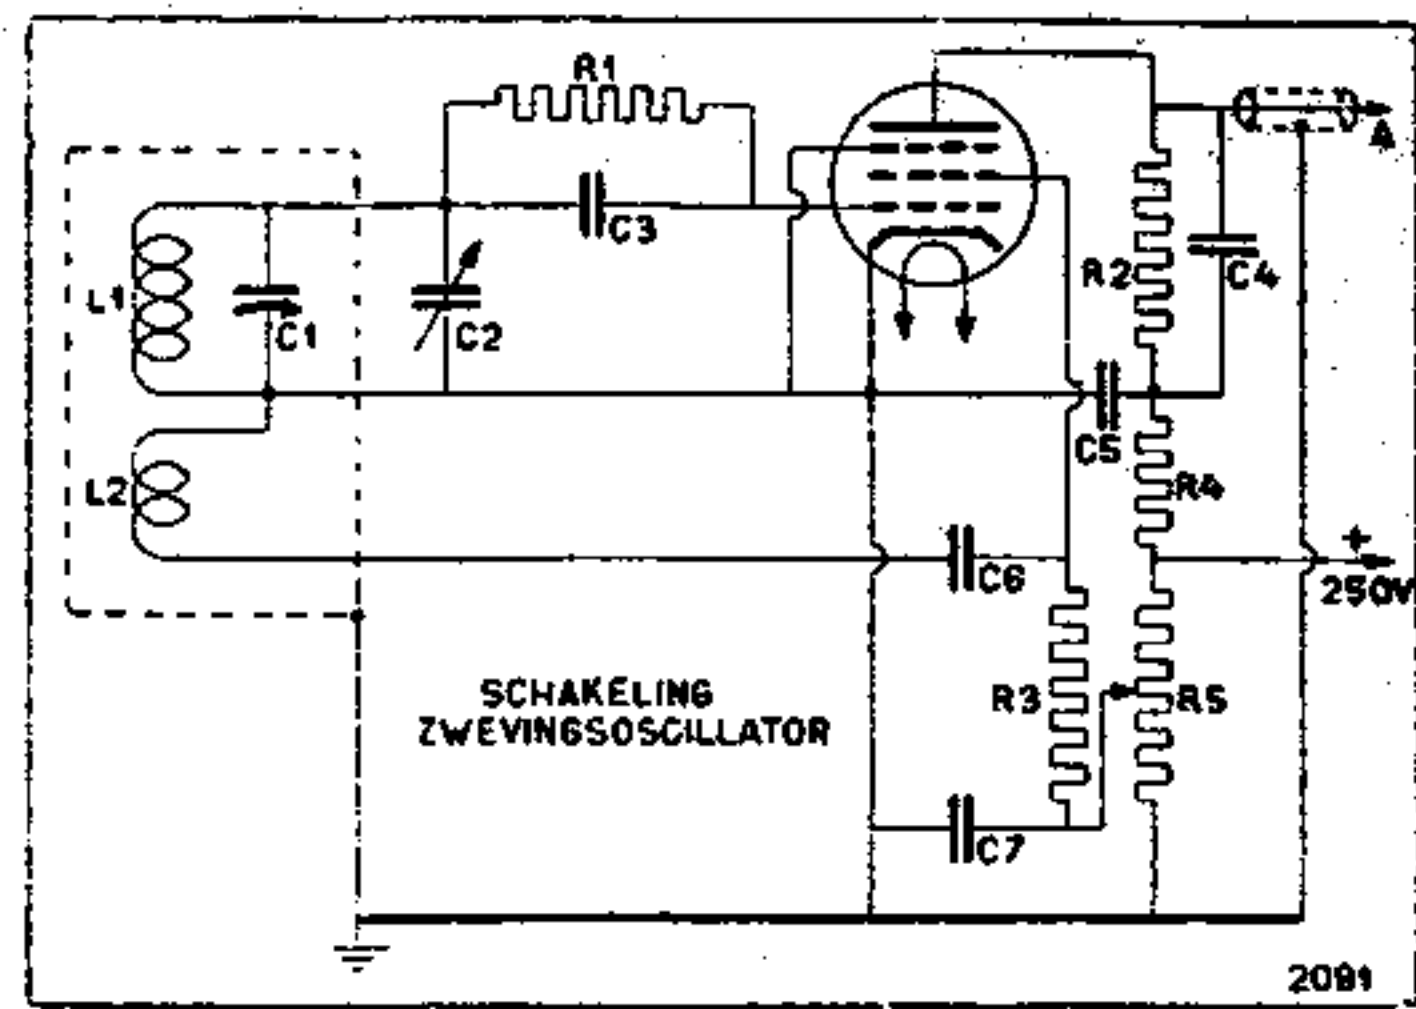 R1
C3
L1
C1
C2
R2
C4
A
C5
L2
R4
C6
+
250V
SCHAKELING
ZWEVINGSOSCILLATOR
R3
R5
C7
2091